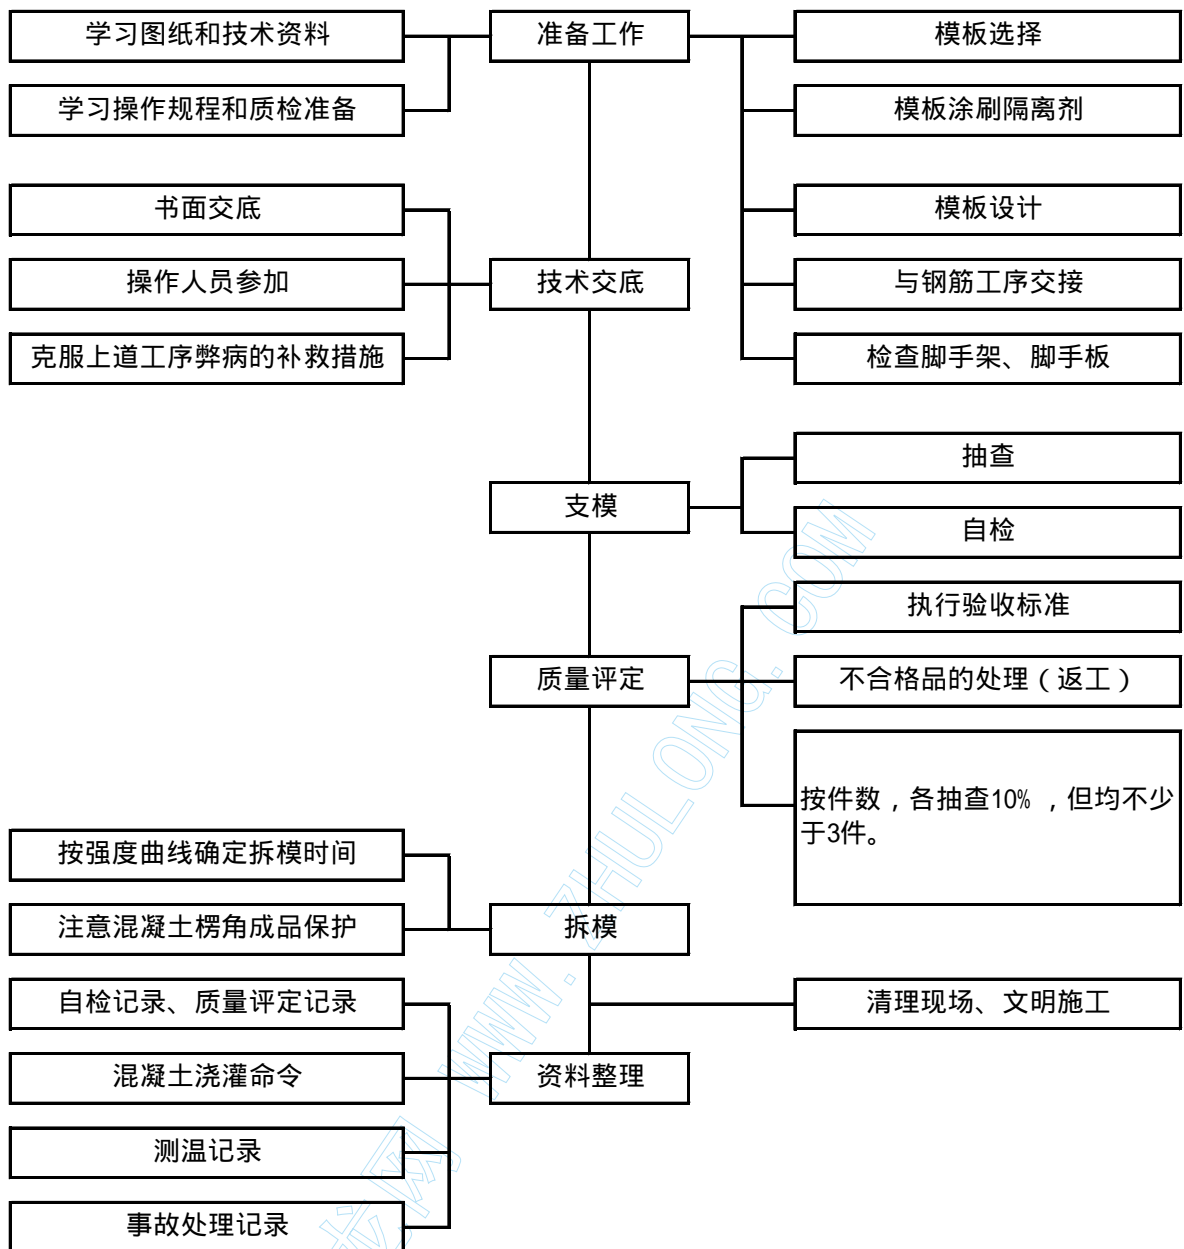 学习图纸和技术资料
准备工作
模板选择
学习操作规程和质检准备
模板涂刷隔离剂
书面交底
模板设计
操作人员参加
技术交底
与钢筋工序交接
克服上道工序弊病的补救措施
检查脚手架、脚手板
抽查
支模
自检
执行验收标准
质量评定
不合格品的处理（返工）
按件数，各抽查10% ，但均不少
于3件。
按强度曲线确定拆模时间
注意混凝土楞角成品保护
拆模
自检记录、质量评定记录
清理现场、文明施工
混凝土浇灌命令
资料整理
测温记录
事故处理记录
龙网 WWW.ZHULONG.COM